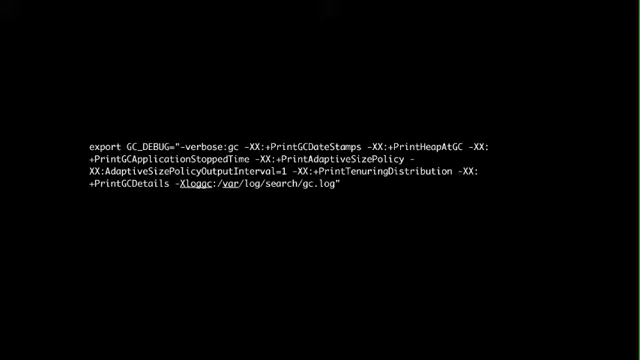 export GC_DEBUG="-verbose:gc -XX:+PrintGCDateStamps -XX:+PrintHeapAtGC -XX:
+PrintGCApplicationStoppedTime -XX:+PrintAdaptiveSizePolicy -
XX:AdaptiveSizePolicyOutputInterval=1 -XX:+PrintTenuringDistribution -XX:
+PrintGCDetails -Xloggc:/var/log/search/gc.log”